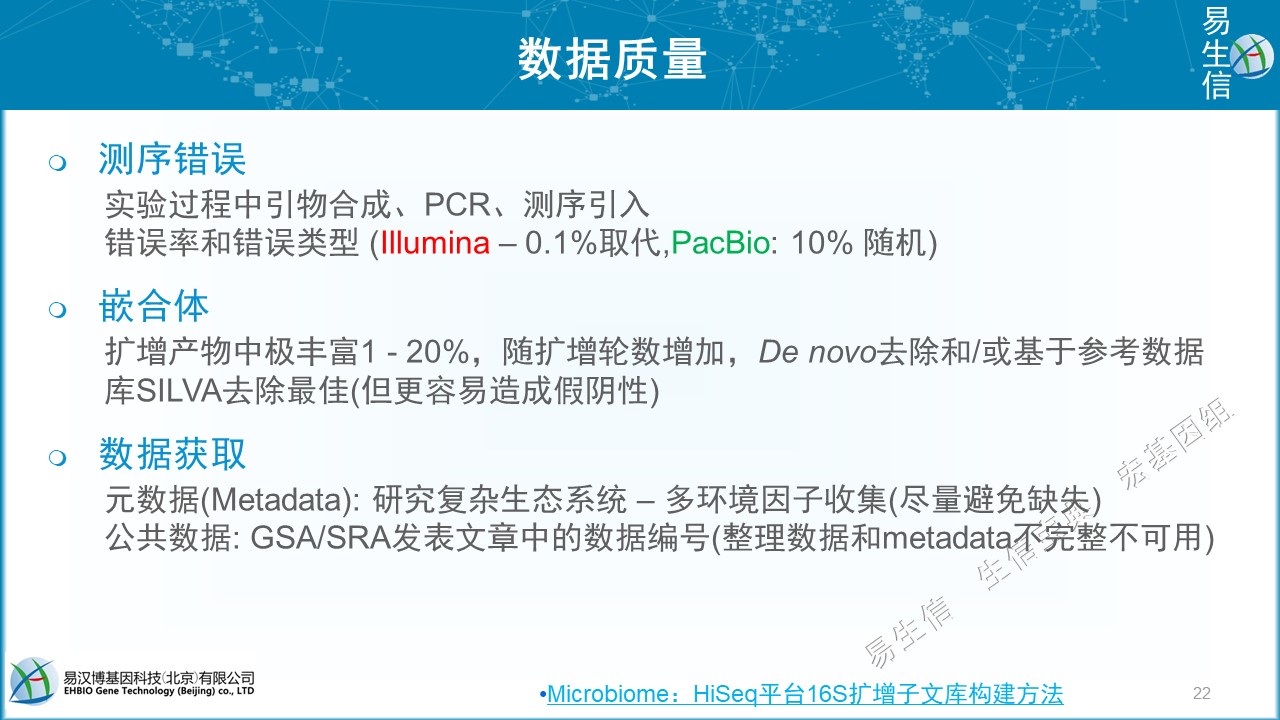 数据质量
易生信
测序错误
实验过程中引物合成、PCR、测序引入
错误率和错误类型 (Illumina – 0.1%取代,PacBio: 10% 随机)
嵌合体
扩增产物中极丰富1 - 20%，随扩增轮数增加，De novo去除和/或基于参考数据
库SILVA去除最佳(但更容易造成假阴性)
数据获取
元数据(Metadata): 研究复杂生态系统 – 多环境因子收集(尽量避免缺失)
公共数据: GSA/SRA发表文章中的数据编号(整理数据和metadata不完整不可用)
易生信 生信宝典 宏基因组
易汉博基因科技(北京)有限公司
EHBIO Gene Technology (Beijing) co., LTD
•Microbiome：HiSeq平台16S扩增子文库构建方法
22